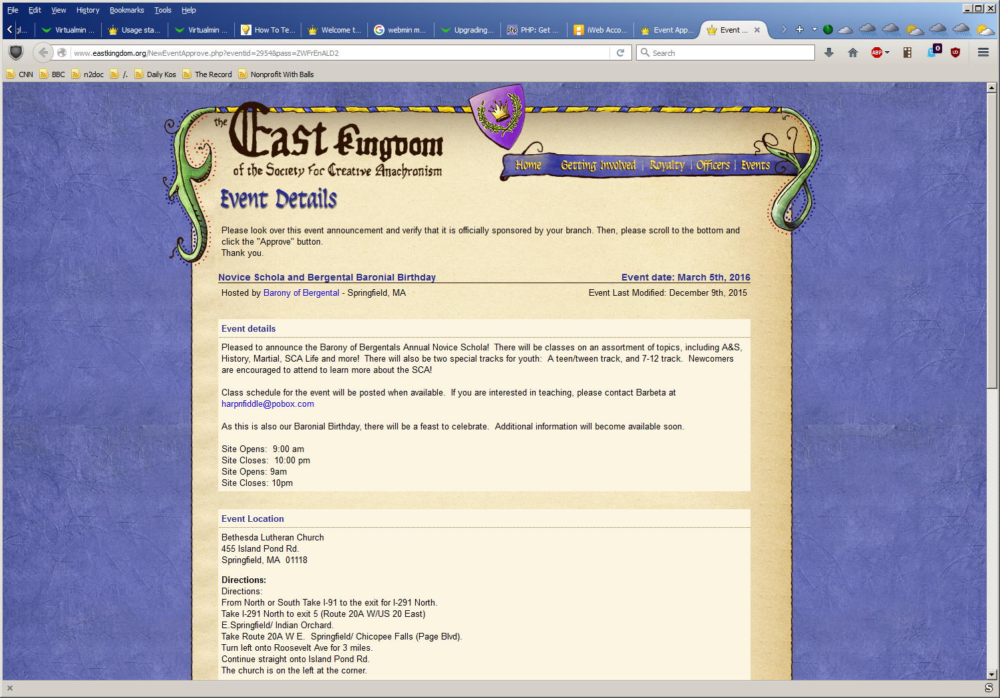 File Edit View History Bookmarks Tools Help
gl... Virtualmin ... Usage sta... Virtualmin ... How To Te... Welcome t... webmin m... Upgrading... php PHP: Get ... iWeb Acco... Event App... Event ...
www.eastkingdom.org/NewEventApprove.php?eventid=2954&pass=ZWFrEnALD2 Search ABP 0
CNN BBC n2doc /. Daily Kos The Record Nonprofit With Balls
the East Kingdom
of the Society for Creative Anachronism
Home Getting Involved | Royalty | Officers | Events
Event Details
Please look over this event announcement and verify that it is officially sponsored by your branch. Then, please scroll to the bottom and
click the "Approve" button.
Thank you.
Novice Schola and Bergental Baronial Birthday Event date: March 5th, 2016
Hosted by Barony of Bergental - Springfield, MA Event Last Modified: December 9th, 2015
Event details
Pleased to announce the Barony of Bergentals Annual Novice Schola! There will be classes on an assortment of topics, including A&S,
History, Martial, SCA Life and more! There will also be two special tracks for youth: A teen/tween track, and 7-12 track. Newcomers
are encouraged to attend to learn more about the SCA!
Class schedule for the event will be posted when available. If you are interested in teaching, please contact Barbeta at
harpnfiddle@pobox.com
As this is also our Baronial Birthday, there will be a feast to celebrate. Additional information will become available soon.
Site Opens: 9:00 am
Site Closes: 10:00 pm
Site Opens: 9am
Site Closes: 10pm
Event Location
Bethesda Lutheran Church
455 Island Pond Rd.
Springfield, MA 01118
Directions:
Directions:
From North or South Take I-91 to the exit for I-291 North.
Take I-291 North to exit 5 (Route 20A W/US 20 East)
E.Springfield/ Indian Orchard.
Take Route 20A W E. Springfield/ Chicopee Falls (Page Blvd).
Turn left onto Roosevelt Ave for 3 miles.
Continue straight onto Island Pond Rd.
The church is on the left at the corner.
S